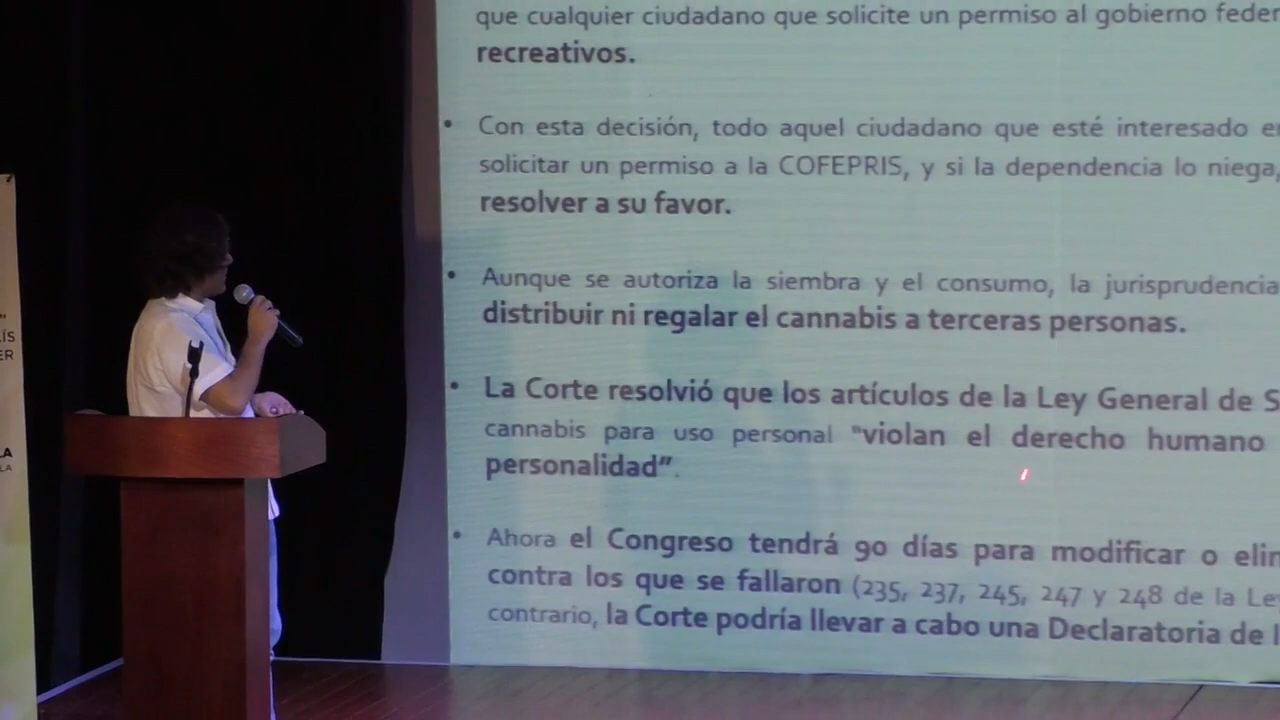 que cualquier ciudadano que solicite un permiso al gobierno feder
recreativos.
• Con esta decisión, todo aquel ciudadano que esté interesado e
solicitar un permiso a la COFEPRIS, y si la dependencia lo niega,
resolver a su favor.
• Aunque se autoriza la siembra y el consumo, la jurisprudencia
distribuir ni regalar el cannabis a terceras personas.
• La Corte resolvió que los artículos de la Ley General de S
cannabis para uso personal "violan el derecho humano
personalidad".
• Ahora el Congreso tendrá 90 días para modificar o elin
contra los que se fallaron (235, 237, 245, 247 y 248 de la Le
contrario, la Corte podría llevar a cabo una Declaratoria de I
ÍS
ER
LA
LA